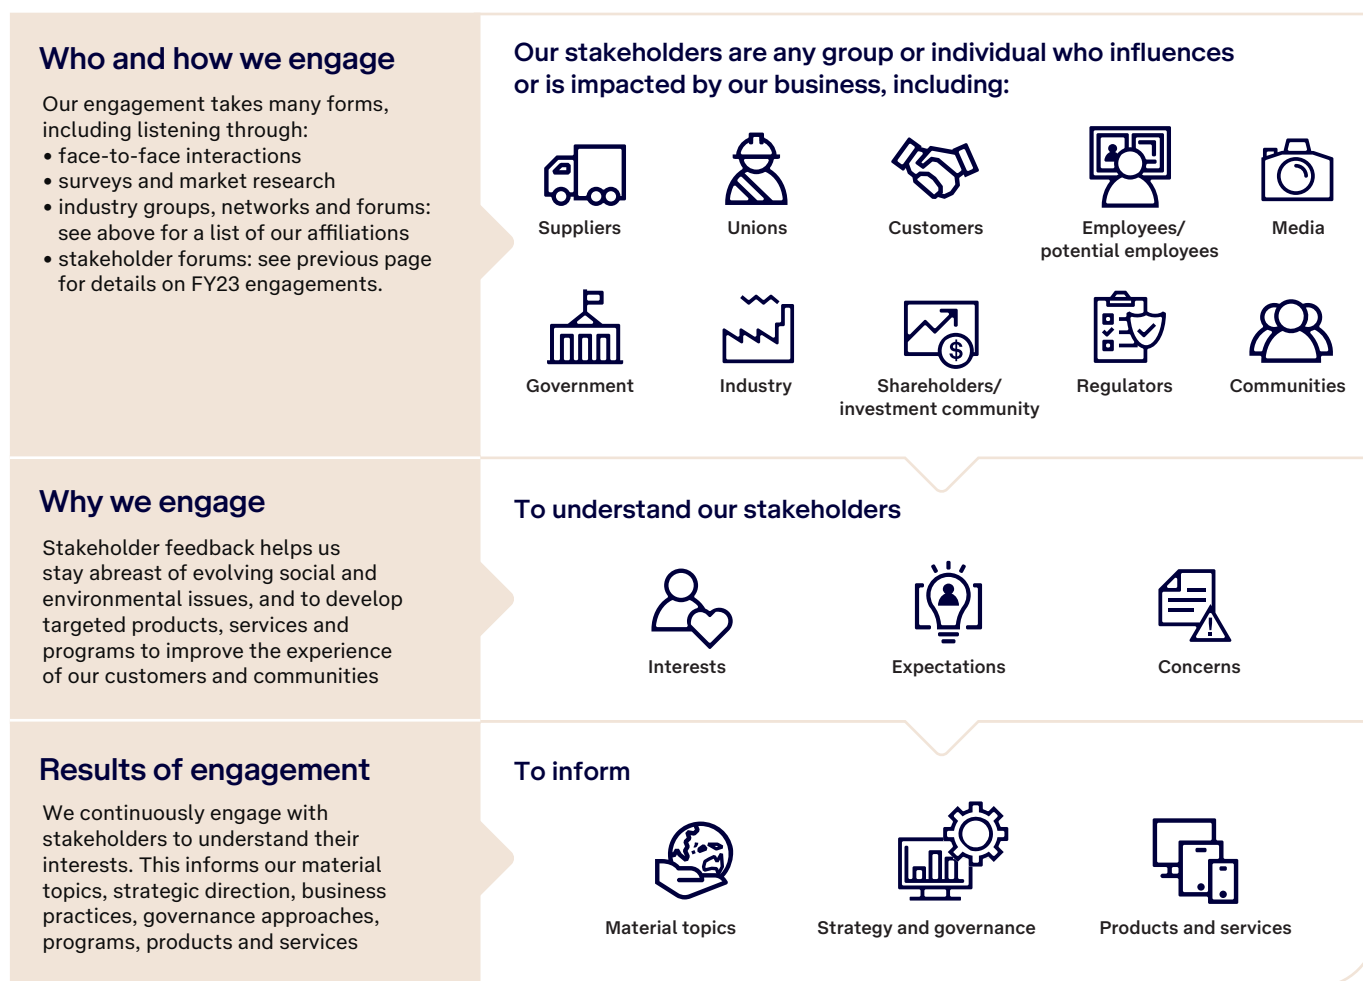 Who and how we engage
Our engagement takes many forms,
including listening through:
• face-to-face interactions
• surveys and market research
• industry groups, networks and forums:
see above for a list of our affiliations
• stakeholder forums: see previous page
for details on FY23 engagements.
Our stakeholders are any group or individual who influences
or is impacted by our business, including:
Suppliers
Unions
Customers
Employees/
potential employees
Media
Government
Industry
$
Shareholders/
investment community
Regulators
Communities
Why we engage
Stakeholder feedback helps us
stay abreast of evolving social and
environmental issues, and to develop
targeted products, services and
programs to improve the experience
of our customers and communities
To understand our stakeholders
Interests
Expectations
!
Concerns
Results of engagement
We continuously engage with
stakeholders to understand their
interests. This informs our material
topics, strategic direction, business
practices, governance approaches,
programs, products and services
To inform
Material topics
Strategy and governance
Products and services